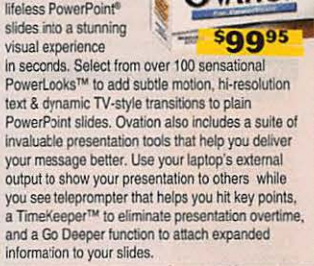 lifeless PowerPoint®
slides into a stunning
visual experience
$99⁹⁵
in seconds. Select from over 100 sensational
PowerLooks™ to add subtle motion, hi-resolution
text & dynamic TV-style transitions to plain
PowerPoint slides. Ovation also includes a suite of
invaluable presentation tools that help you deliver
your message better. Use your laptop's external
output to show your presentation to others while
you see teleprompter that helps you hit key points,
a TimeKeeper™ to eliminate presentation overtime,
and a Go Deeper function to attach expanded
information to your slides.